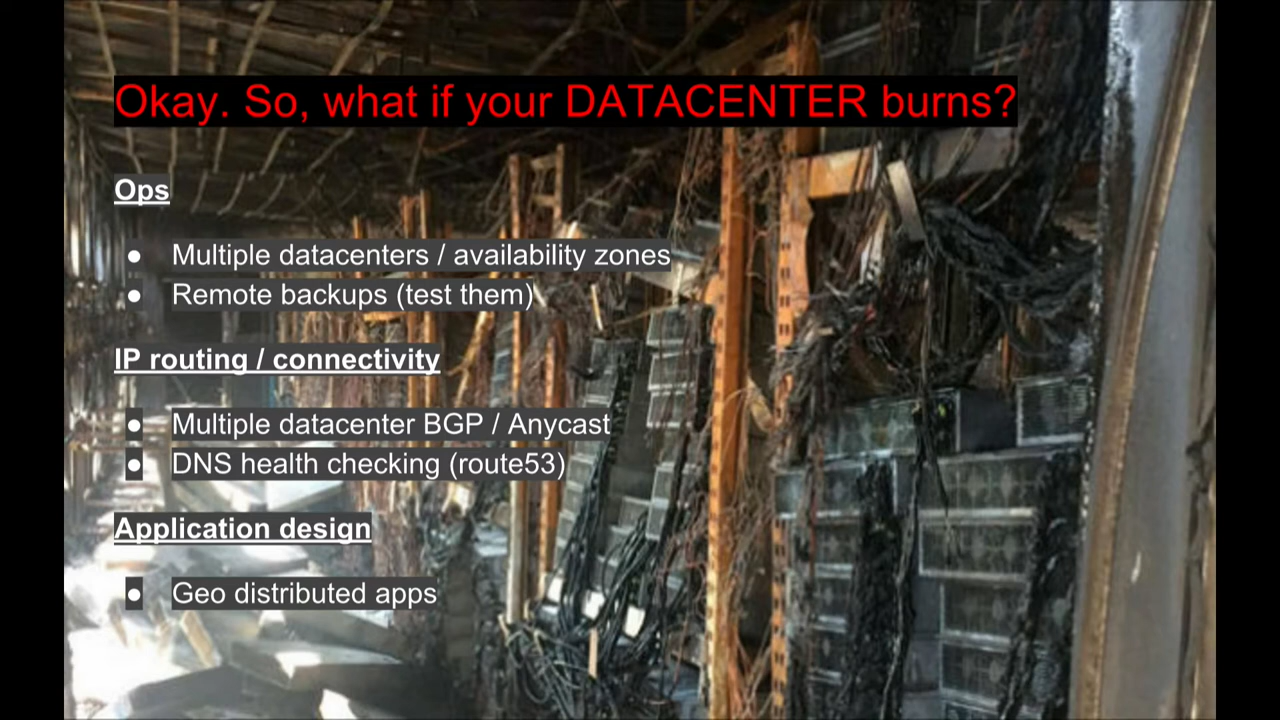 Okay. So, what if your DATACENTER burns?
Ops
● Multiple datacenters / availability zones
● Remote backups (test them)
IP routing / connectivity
● Multiple datacenter BGP / Anycast
● DNS health checking (route53)
Application design
● Geo distributed apps